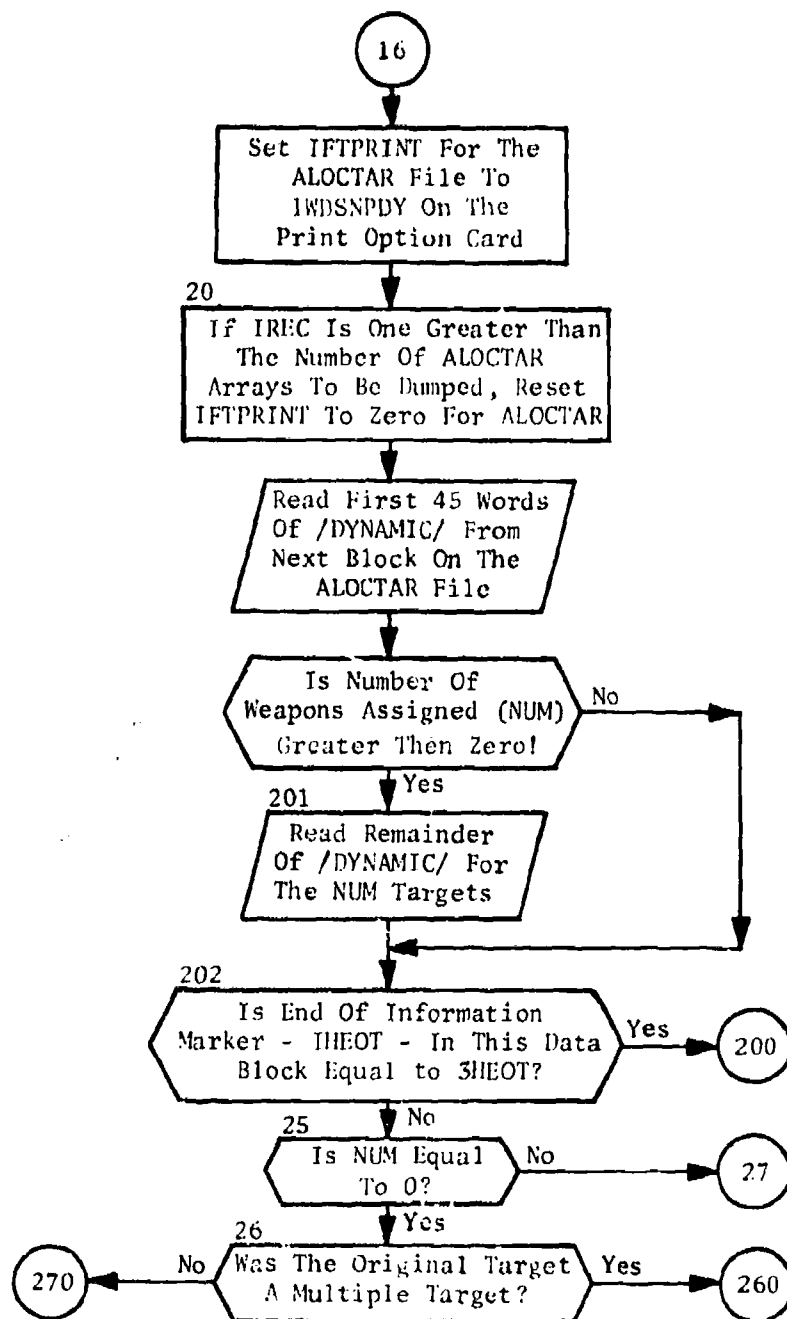 16
Set IFTPRINT For The
ALOCTAR File To
IWDSNPDY On The
Print Option Card
20
If IREC Is One Greater Than
The Number Of ALOCTAR
Arrays To Be Dumped, Reset
IFTPRINT To Zero For ALOCTAR
Read First 45 Words
Of /DYNAMIC/ From
Next Block On The
ALOCTAR File
Is Number Of
Weapons Assigned (NUM)
Greater Then Zero!
No
Yes
201
Read Remainder
Of /DYNAMIC/ For
The NUM Targets
202
Is End Of Information
Marker - IHEOT - In This Data
Block Equal to 3HEOT?
Yes
200
No
25
Is NUM Equal
To 0?
No
27
Yes
26
Was The Original Target
A Multiple Target?
No
270
Yes
260